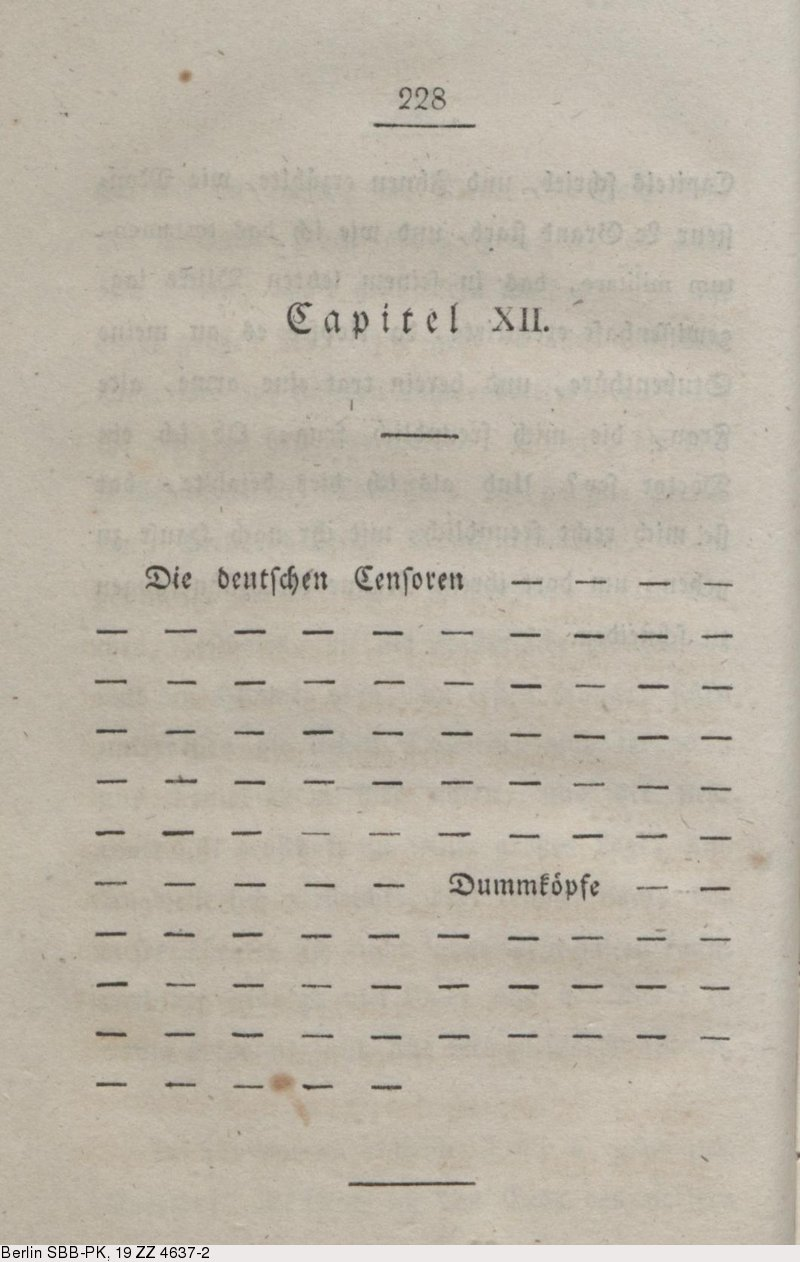 228
Capitel XII.
Die deutschen Censoren — — — —
— — — — — — — — — —
— — — — — — — — — —
— — — — — — — — — —
— — — — — — — — — —
— — — — — — — — — —
— — — — — Dummköpfe — —
— — — — — — — — — —
— — — — — — — — — —
— — — — — — — — — —
— — — — —
Berlin SBB-PK, 19 ZZ 4637-2